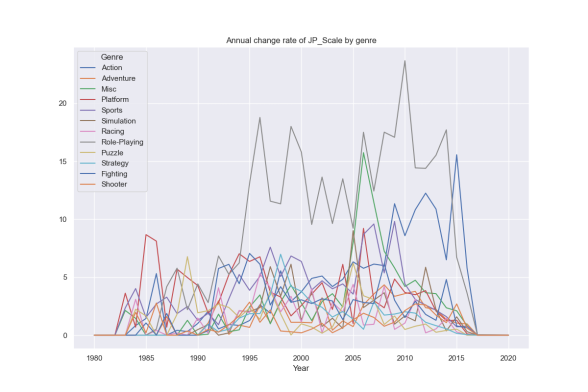 Annual change rate of JP_Scale by genre
Genre
Action
Adventure
Misc
Platform
Sports
Simulation
Racing
Role-Playing
Puzzle
Strategy
Fighting
Shooter
20
15
10
5
0
1980 1985 1990 1995 2000 2005 2010 2015 2020
Year